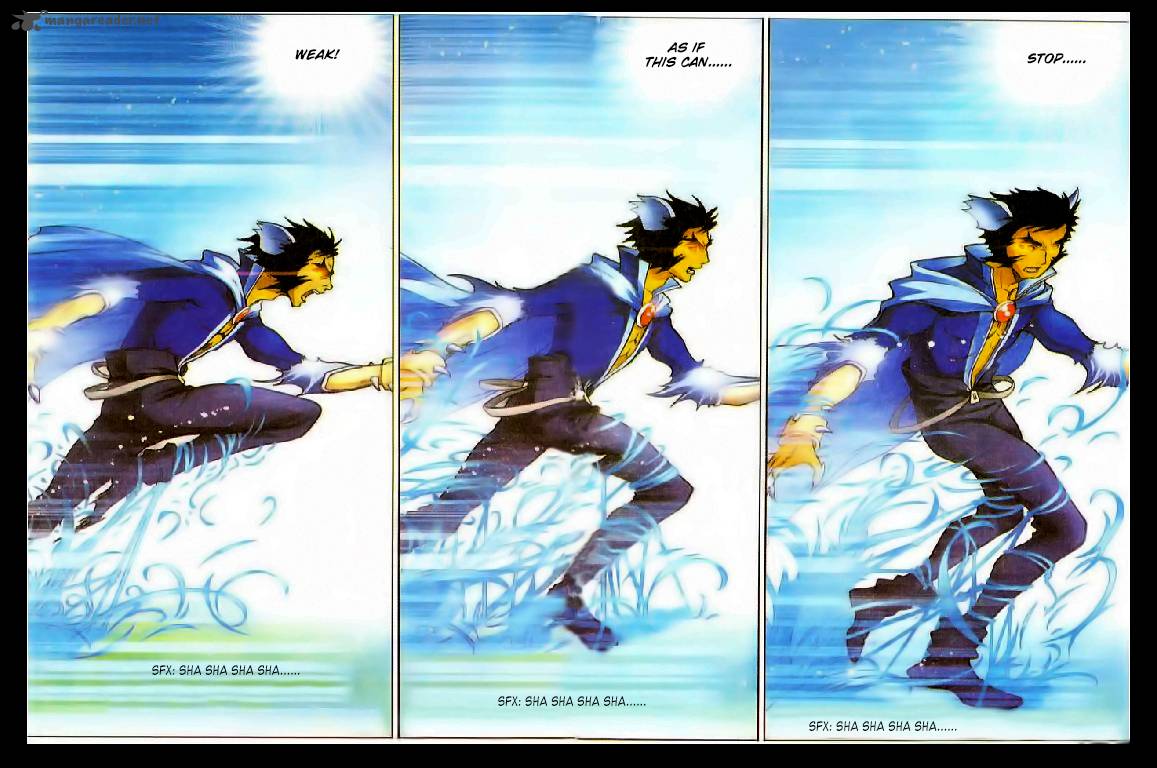 mangareader.net
WEAK!
AS IF
THIS CAN......
STOP......
SFX: SHA SHA SHA SHA......
SFX: SHA SHA SHA SHA......
SFX: SHA SHA SHA SHA......